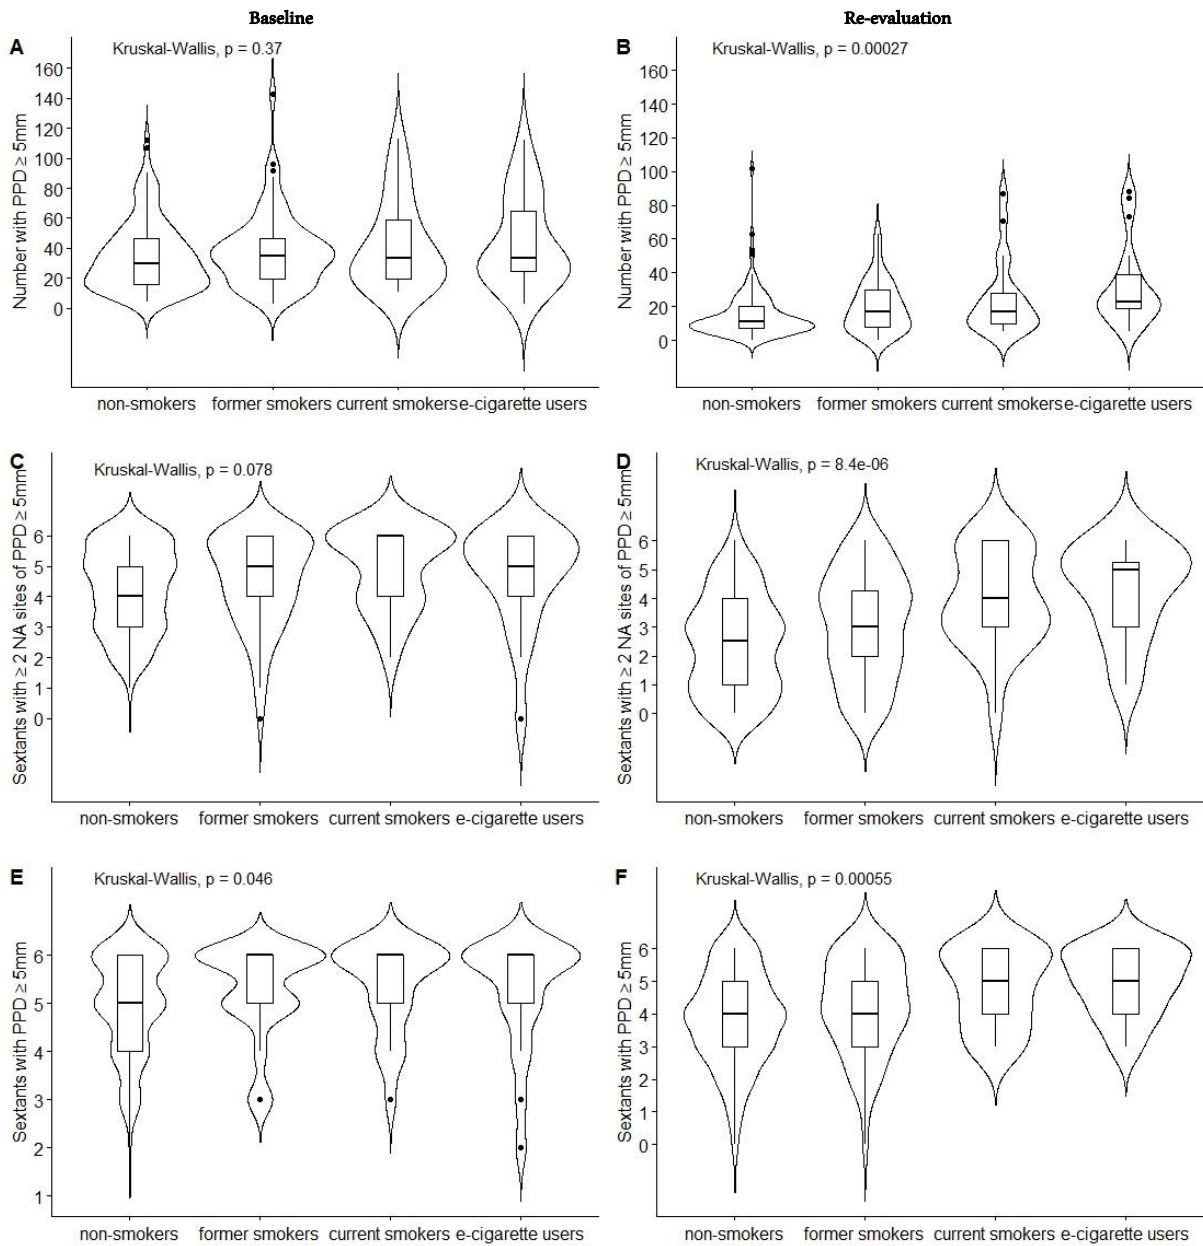 Baseline
Re-evaluation
A
Kruskal-Wallis, p = 0.37
Number with PPD ≥ 5mm
160
140
120
100
80
60
40
20
0
non-smokers former smokers current smokers e-cigarette users
B
Kruskal-Wallis, p = 0.00027
Number with PPD ≥ 5mm
160
140
120
100
80
60
40
20
0
non-smokers former smokers current smokers e-cigarette users
C
Kruskal-Wallis, p = 0.078
Sextants with ≥ 2 NA sites of PPD ≥ 5mm
6
5
4
3
2
1
0
non-smokers former smokers current smokers e-cigarette users
D
Kruskal-Wallis, p = 8.4e-06
Sextants with ≥ 2 NA sites of PPD ≥ 5mm
6
5
4
3
2
1
0
non-smokers former smokers current smokers e-cigarette users
E
Kruskal-Wallis, p = 0.046
Sextants with PPD ≥ 5mm
6
5
4
3
2
1
non-smokers former smokers current smokers e-cigarette users
F
Kruskal-Wallis, p = 0.00055
Sextants with PPD ≥ 5mm
6
5
4
3
2
1
0
non-smokers former smokers current smokers e-cigarette users